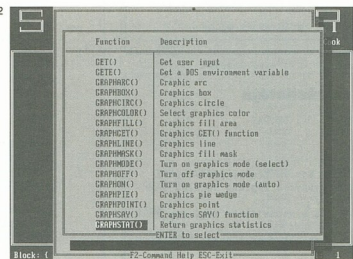 2
Cook
Function Description
GET() Get user input
GETE() Get a DOS environment variable
GRAPHARC() Graphic arc
GRAPHBOX() Graphics box
GRAPHCIRC() Graphics circle
GRAPHCOLOR() Select graphics color
GRAPHFILL() Graphics fill area
GRAPHGET() Graphics GET() function
GRAPHLINE() Graphics line
GRAPHMASK() Graphics fill mask
GRAPHMODE() Turn on graphics mode (select)
GRAPHOFF() Turn off graphics mode
GRAPHON() Turn on graphics mode (auto)
GRAPHPIE() Graphics pie wedge
GRAPHPOINT() Graphics point
GRAPHSAV() Graphics SAV() function
GRAPHSTAT() Return graphics statistics
ENTER to select
Block: ( F2-Command Help ESC-Exit 1